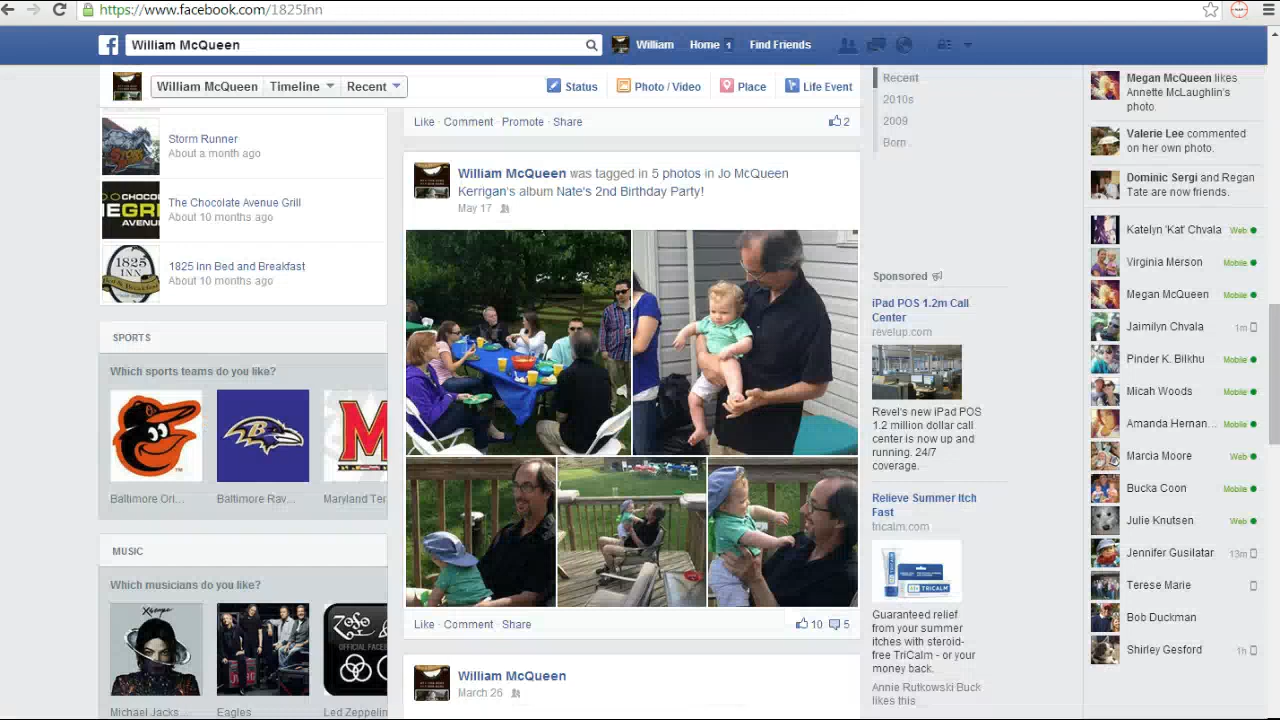 https://www.facebook.com/1825Inn
William McQueen
William
Home 1
Find Friends
William McQueen
Timeline
Recent
Status
Photo / Video
Place
Life Event
Storm Runner
About a month ago
THE
The Chocolate Avenue Grill
About 10 months ago
1825
INN
1825 Inn Bed and Breakfast
About 10 months ago
SPORTS
Which sports teams do you like?
Baltimore Ori...
Baltimore Rav...
Maryland Ter
MUSIC
Which musicians do you like?
Xscape
ZOSO
Michael Jacks
Eagles
Led Zeppelin
Like · Comment · Promote · Share
2
William McQueen was tagged in 5 photos in Jo McQueen
Kerrigan's album Nate's 2nd Birthday Party!
May 17
Like · Comment · Share
10
5
William McQueen
March 26
Recent
2010s
2009
Born
Sponsored
iPad POS 1.2m Call
Center
revelup.com
Revel's new iPad POS
1.2 million dollar call
center is now up and
running. 24/7
coverage.
Relieve Summer Itch
Fast
tricalm.com
TRICALM
Guaranteed relief
from your summer
itches with steroid-
free TriCalm - or your
money back.
Annie Rutkowski Buck
likes this
Megan McQueen likes
Annette McLaughlin's
photo.
Valerie Lee commented
on her own photo.
Dominic Sergi and Regan
Tate are now friends.
Katelyn 'Kat' Chvala Web
Virginia Merson Mobile
Megan McQueen Mobile
Jaimilyn Chvala 1m
Pinder K. Bilkhu Mobile
Micah Woods Mobile
Amanda Hernan... Mobile
Marcia Moore Web
Bucka Coon Mobile
Julie Knutsen Web
Jennifer Gusilatar 13m
Terese Marie
Bob Duckman
Shirley Gesford 1h